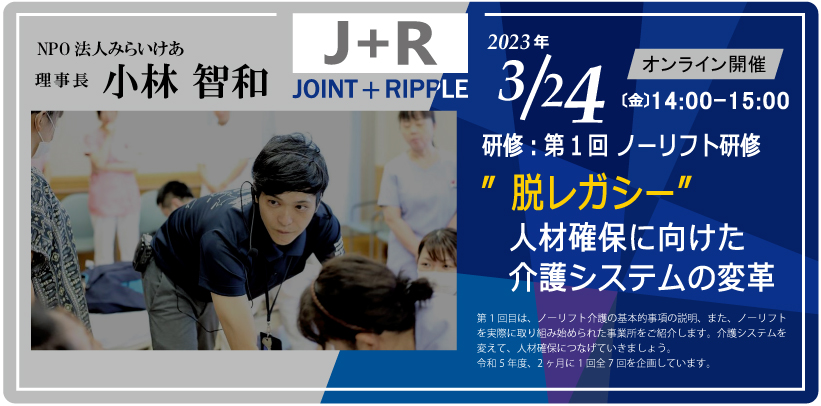 NPO法人みらいけあ
理事長 小林 智和
J+R
JOINT+RIPPLE
2023年
3/24
オンライン開催
〔金〕14:00-15:00
研修:第1回 ノーリフト研修
”脱レガシー”
人材確保に向けた
介護システムの変革
第1回目は、ノーリフト介護の基本的事項の説明、また、ノーリフト
を実際に取り組み始められた事業所をご紹介します。介護システムを
変えて、人材確保につなげていきましょう。
令和5年度、2ヶ月に1回全7回を企画しています。